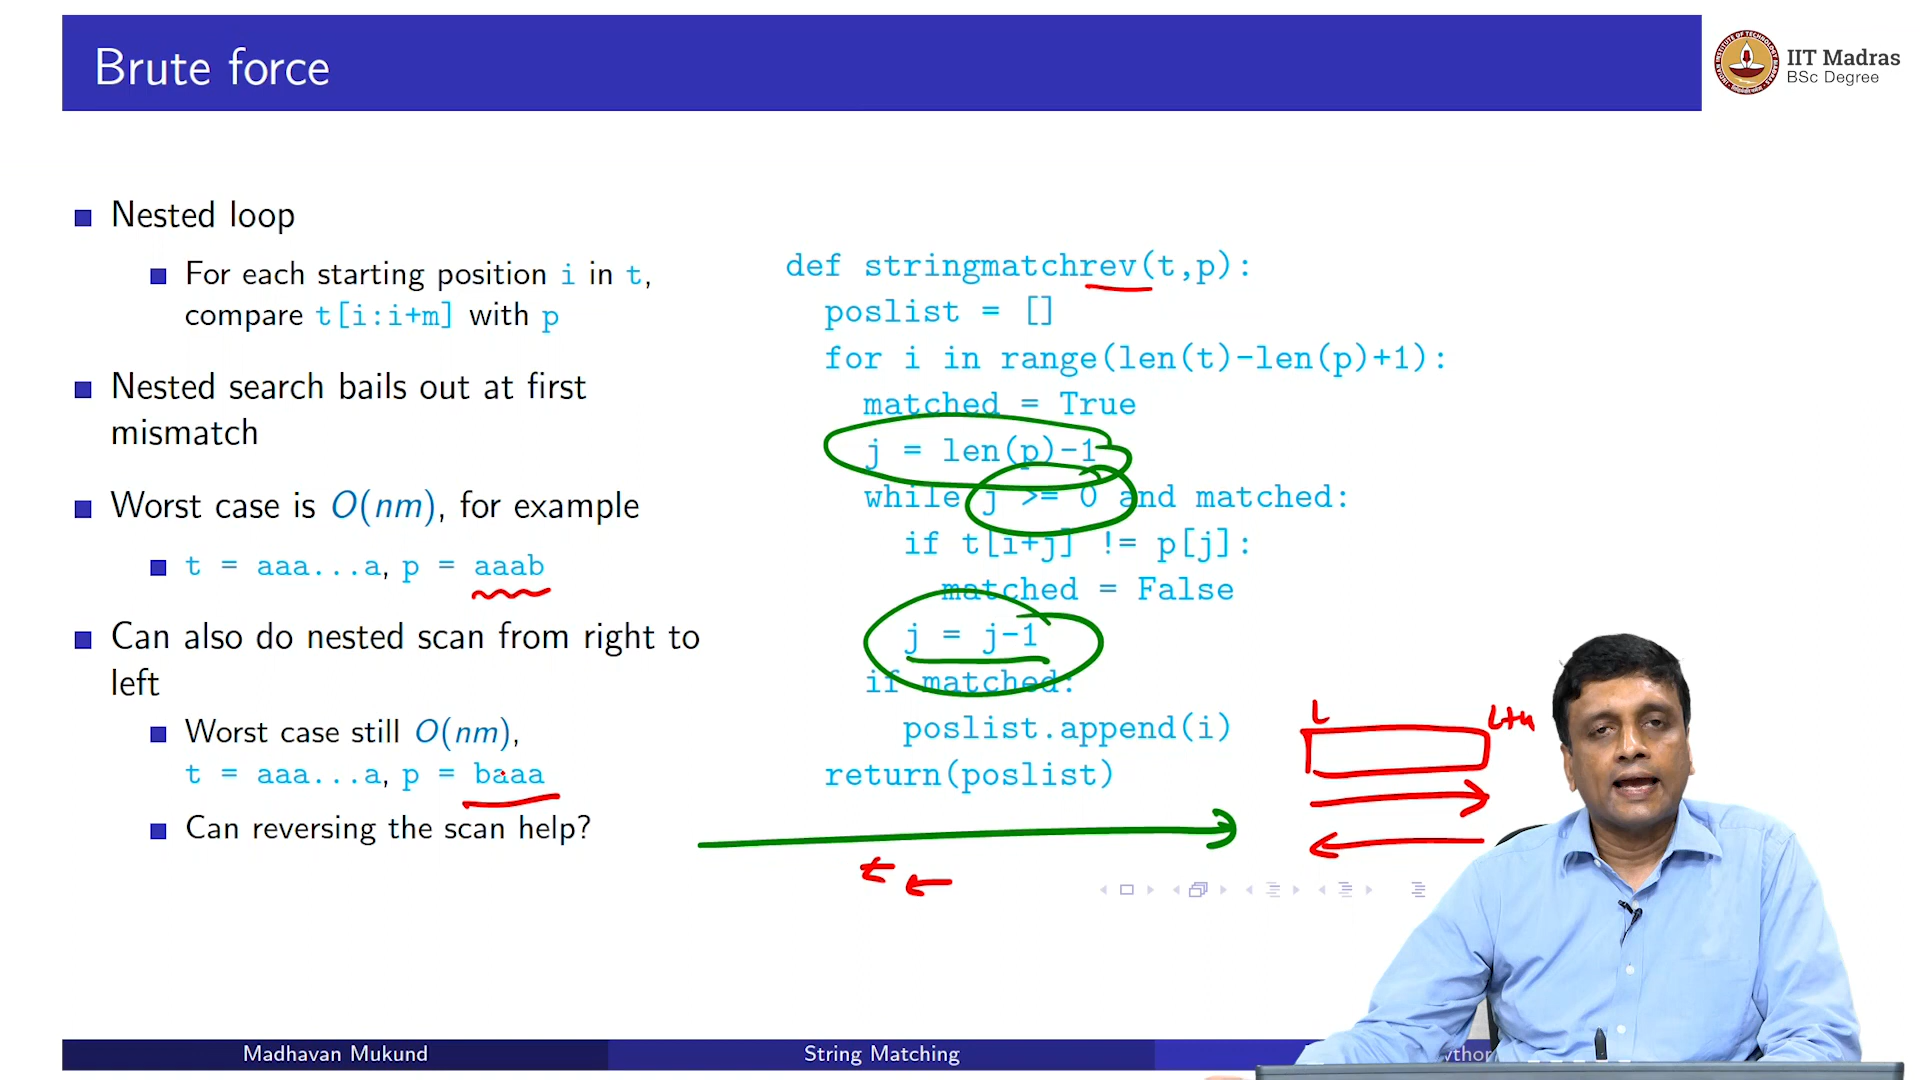 Brute force
IIT Madras
BSc Degree
Nested loop
For each starting position i in t,
compare t[i:i+m] with p
Nested search bails out at first
mismatch
Worst case is O(nm), for example
t = aaa...a, p = aaab
Can also do nested scan from right to
left
Worst case still O(nm),
t = aaa...a, p = baaa
Can reversing the scan help?
def stringmatchrev(t,p):
poslist = []
for i in range(len(t)-len(p)+1):
matched = True
j = len(p)-1
while j >= 0 and matched:
if t[i+j] != p[j]:
matched = False
j = j-1
if matched:
poslist.append(i)
return(poslist)
Madhavan Mukund
String Matching